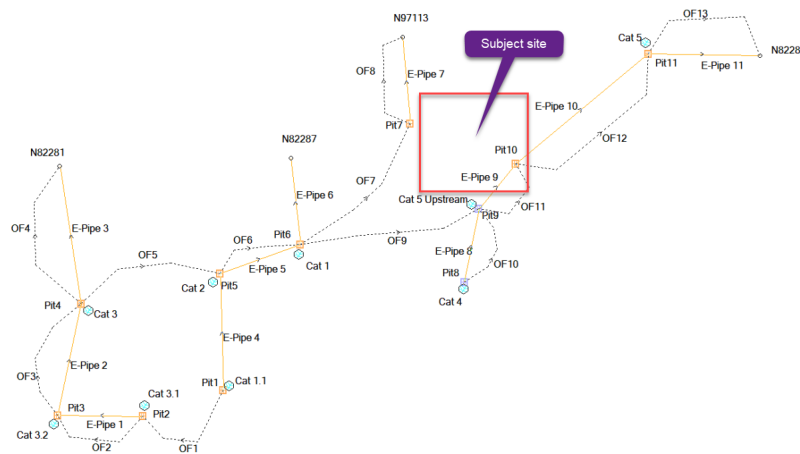 OF13
Cat 5
N97113
Subject site
N8228
Pit11
E-Pipe 11
OF8
E-Pipe 7
E-Pipe 10
Pit7
OF12
N82281
N82287
Pit10
OF7
E-Pipe 9
E-Pipe 6
Cat 5 Upstream
OF11
Pit9
OF4
E-Pipe 3
OF6
Pit6
OF9
OF5
Cat 1
E-Pipe 8
OF10
E-Pipe 5
Pit8
Cat 2
Pit5
Cat 4
Pit4
Cat 3
E-Pipe 4
E-Pipe 2
OF3
Pit1
Cat 1.1
Cat 3.1
Pit3
Pit2
E-Pipe 1
Cat 3.2
OF2
OF1